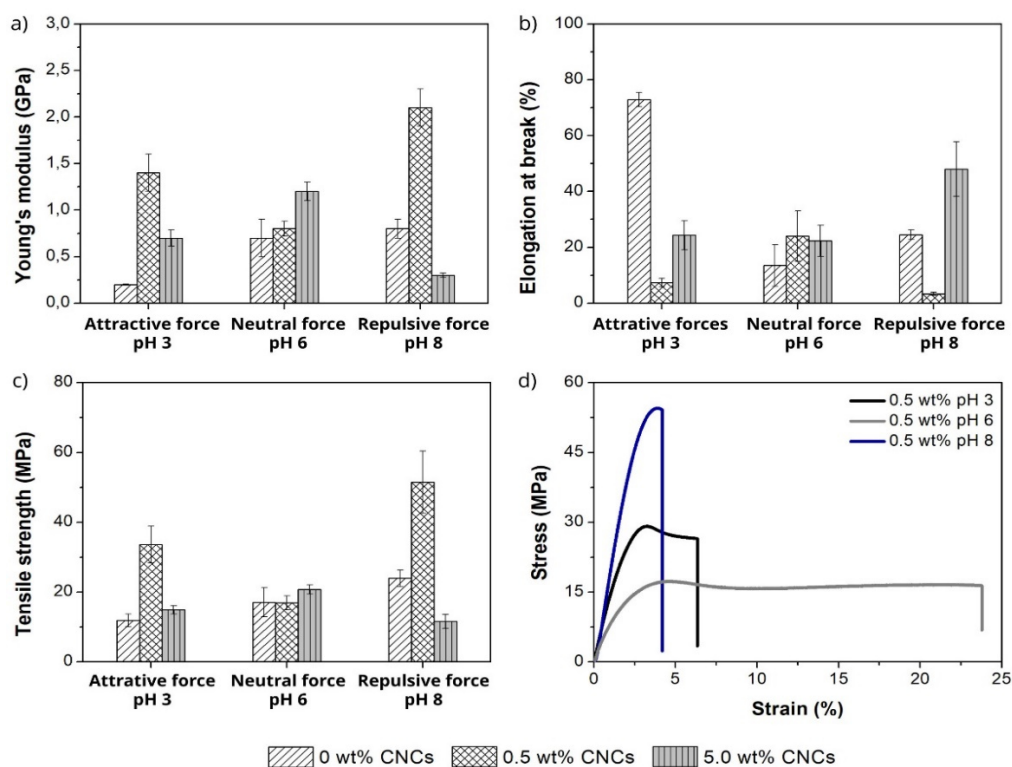 a)
Young's modulus (GPa)
3,0
2,5
2,0
1,5
1,0
0,5
0,0
Attractive force
pH 3
Neutral force
pH 6
Repulsive force
pH 8
b)
Elongation at break (%)
100
80
60
40
20
0
Attrative forces
pH 3
Neutral force
pH 6
Repulsive force
pH 8
c)
Tensile strength (MPa)
80
60
40
20
0
Attrative force
pH 3
Neutral force
pH 6
Repulsive force
pH 8
d)
Stress (MPa)
60
45
30
15
0
0.5 wt% pH 3
0.5 wt% pH 6
0.5 wt% pH 8
0 5 10 15 20 25
Strain (%)
0 wt% CNCs 0.5 wt% CNCs 5.0 wt% CNCs